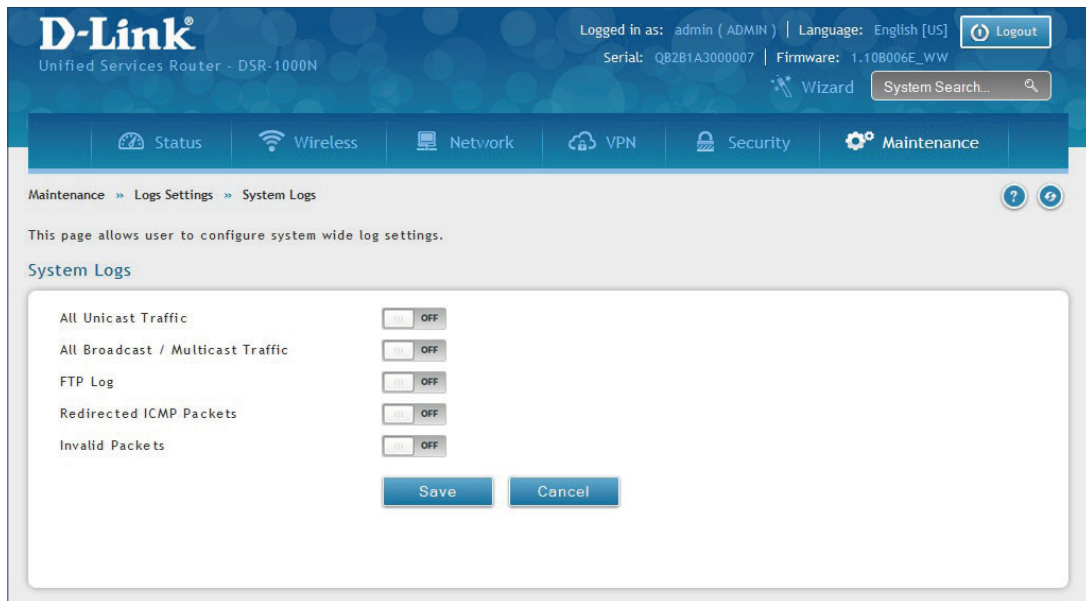 D-Link®
Unified Services Router - DSR-1000N
Logged in as: admin ( ADMIN ) | Language: English [US]
Logout
Serial: QB2B1A3000007 | Firmware: 1.10B006E_WW
Wizard
System Search...
Status
Wireless
Network
VPN
Security
Maintenance
Maintenance » Logs Settings » System Logs
?
This page allows user to configure system wide log settings.
System Logs
All Unicast Traffic OFF
All Broadcast / Multicast Traffic OFF
FTP Log OFF
Redirected ICMP Packets OFF
Invalid Packets OFF
Save
Cancel